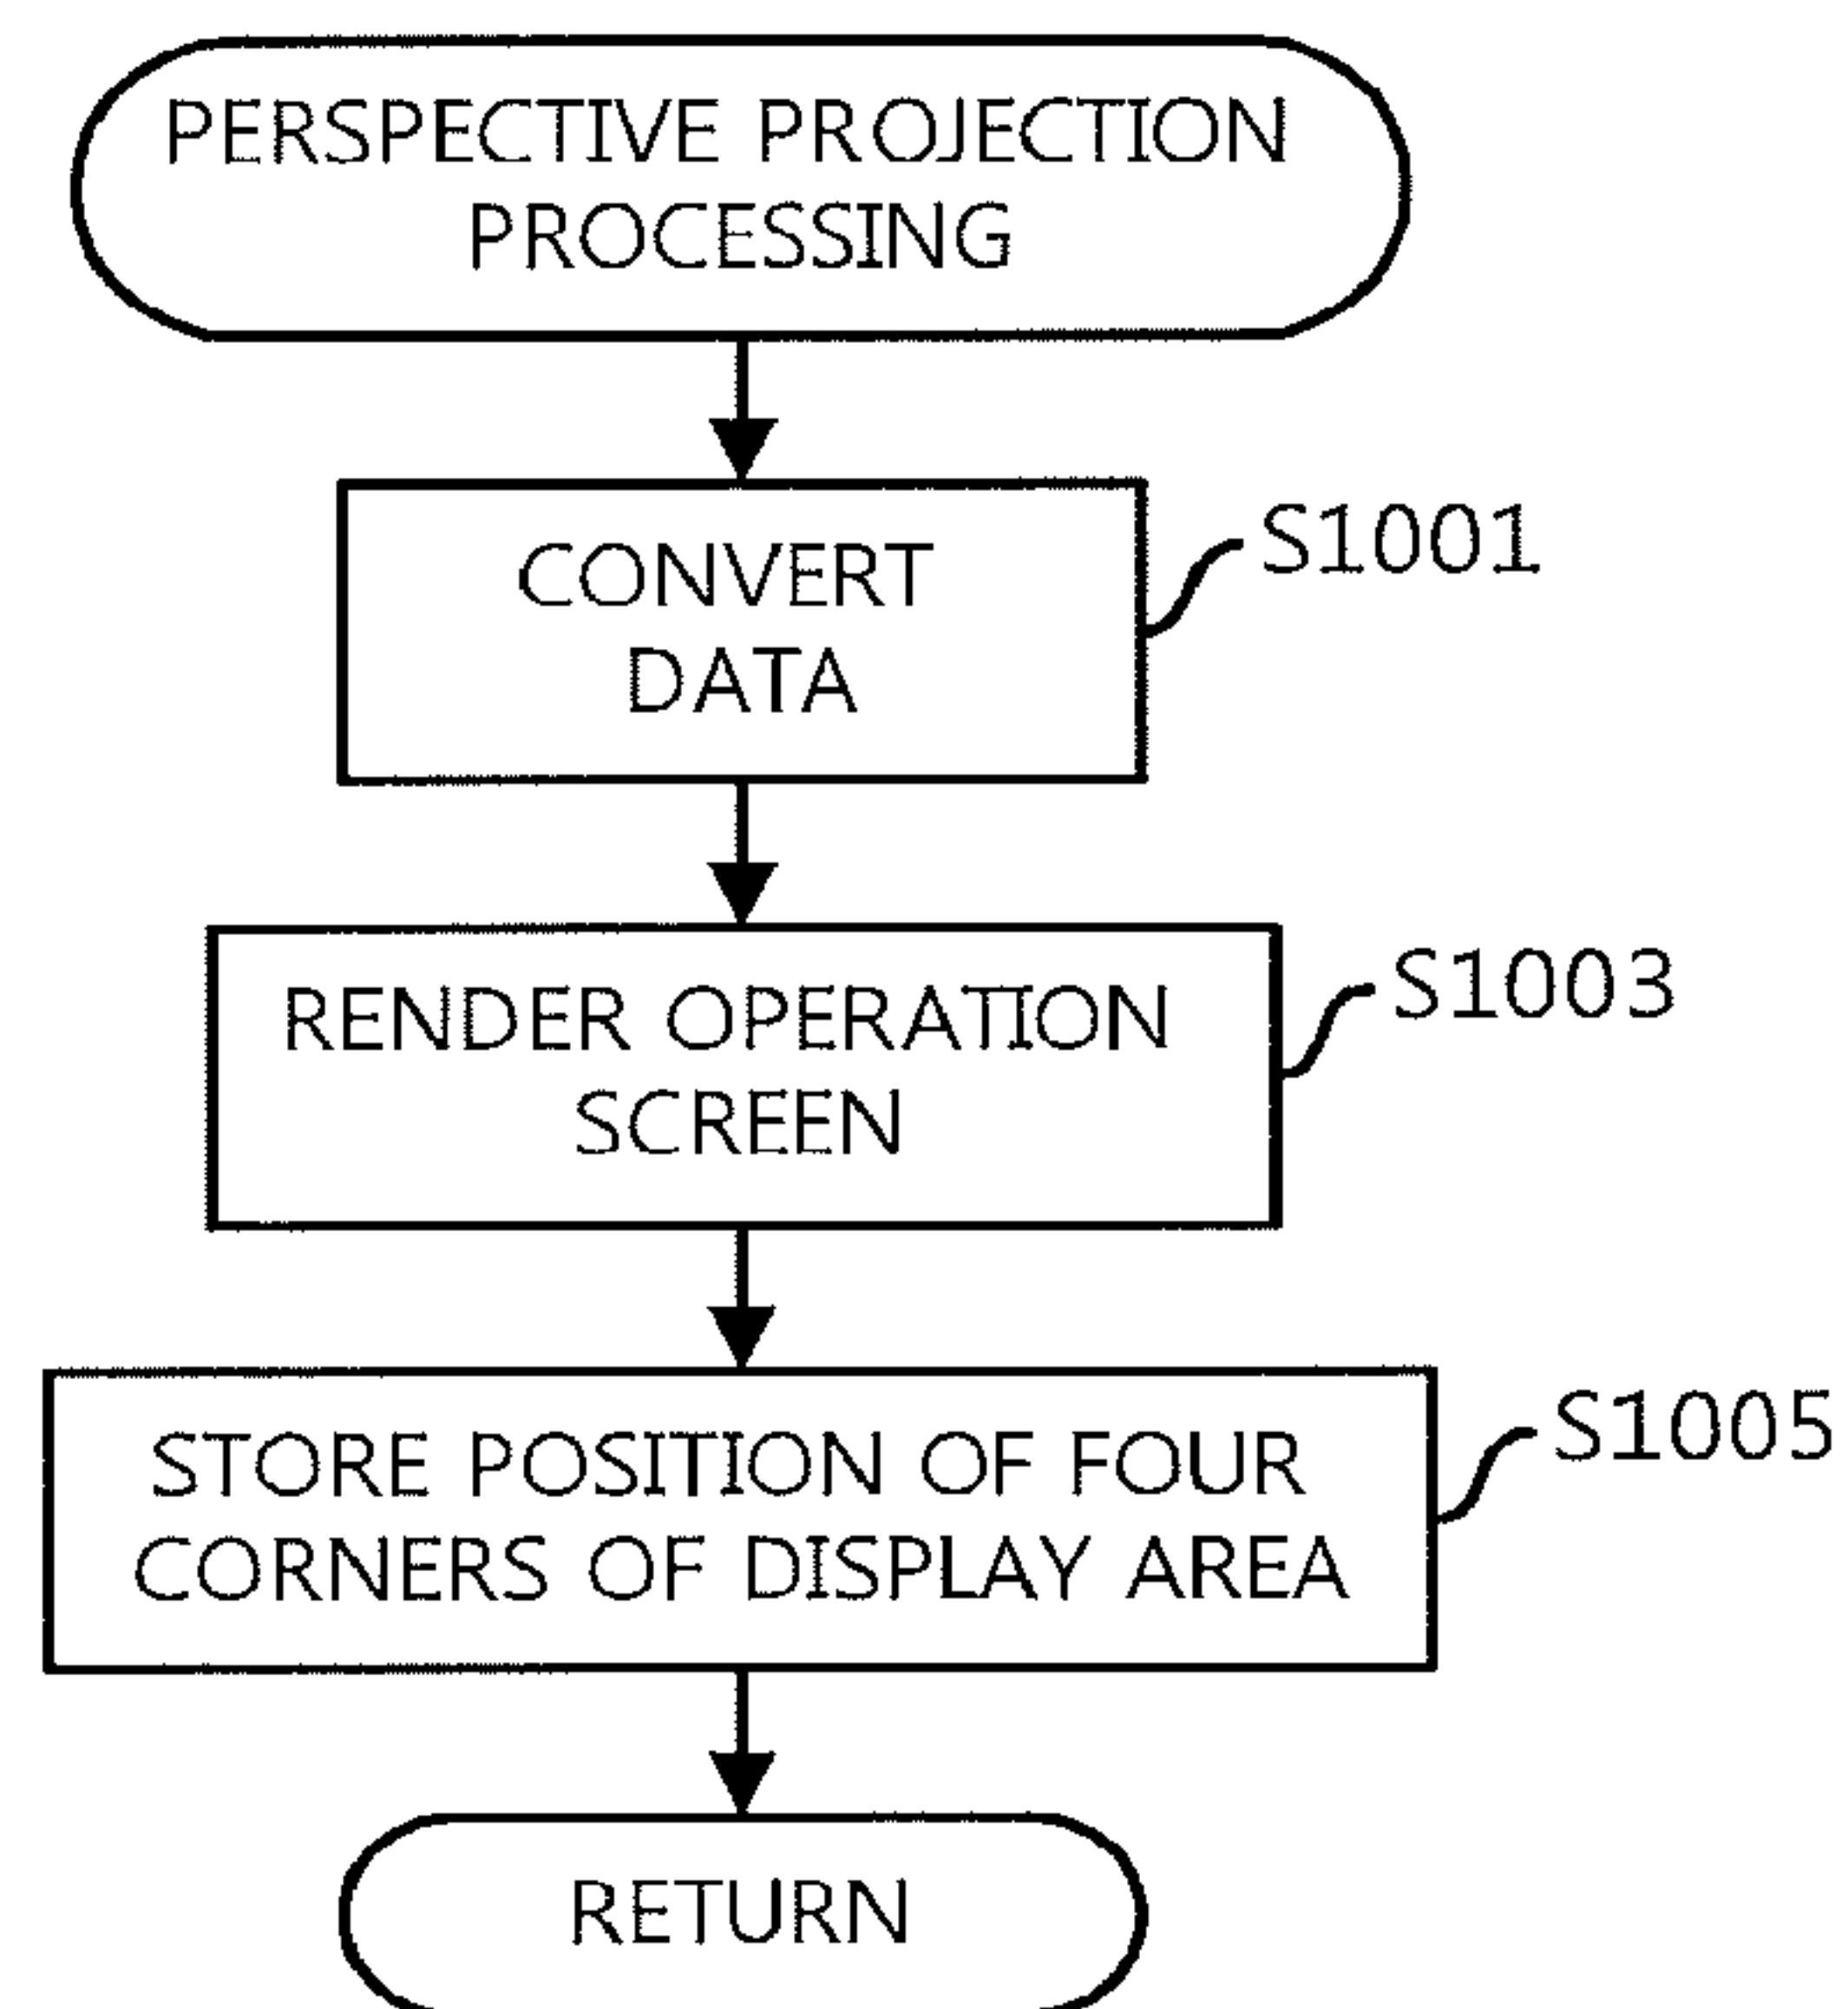 PERSPECTIVE PROJECTION
PROCESSING
CONVERT
DATA
S1001
RENDER OPERATION
SCREEN
S1003
STORE POSITION OF FOUR
CORNERS OF DISPLAY AREA
S1005
RETURN